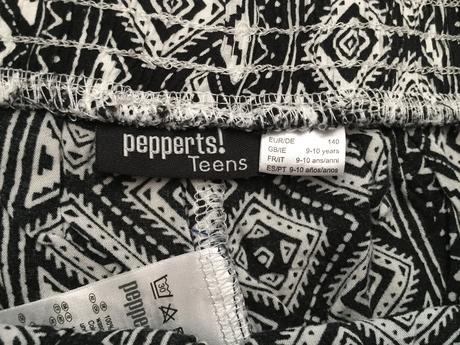 pepperts!
Teens
EUR/DE 140
GB/IE 9-10 years
FR/IT 9-10 ans/anni
ES/PT 9-10 años/anos
30